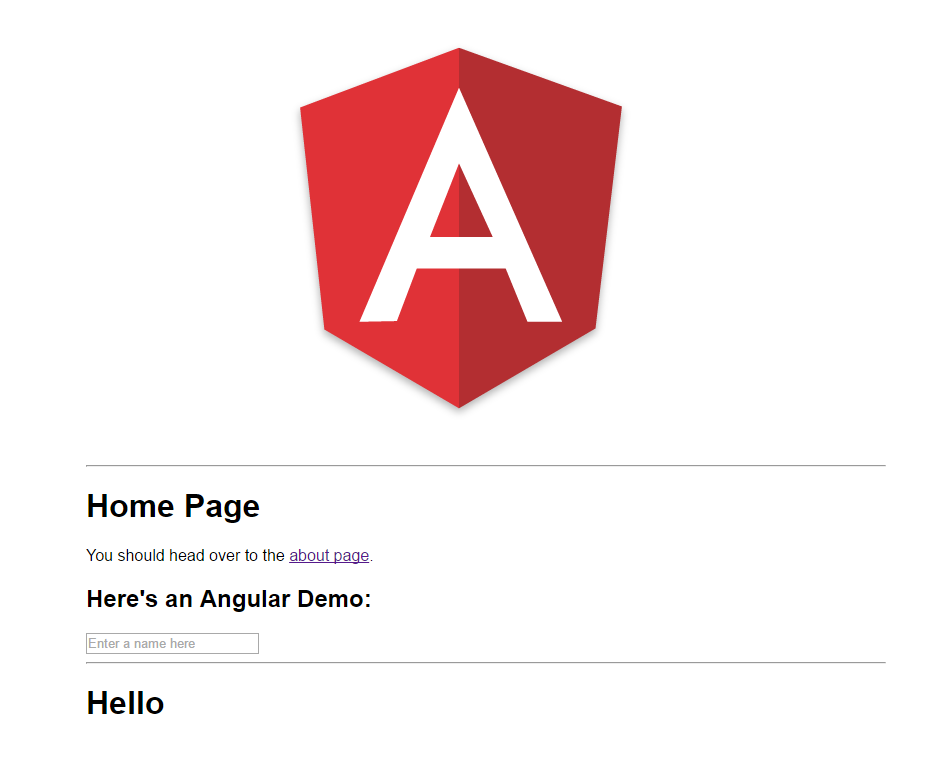 A
Home Page
You should head over to the about page.
Here's an Angular Demo:
Enter a name here
Hello